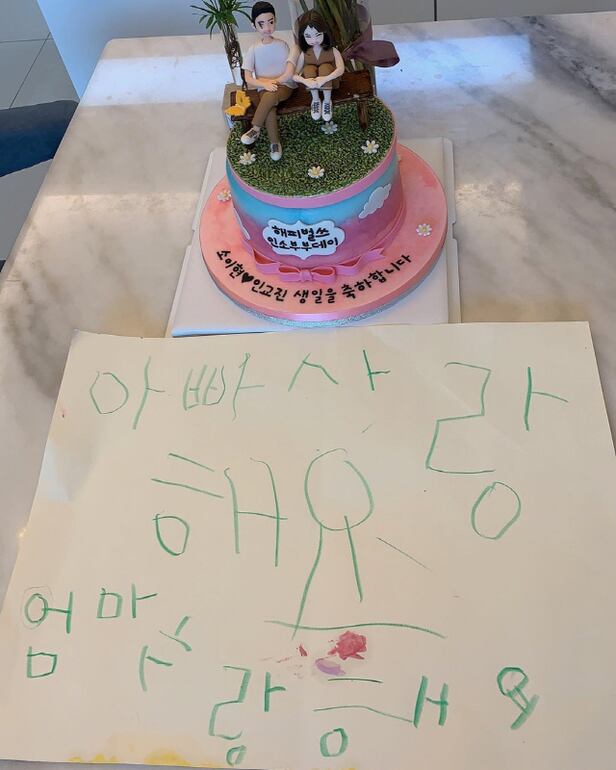 해피벌쓰
인소부부데이
소이현♥인교진 생일을 축하합니다
아빠 사랑
해요
엄마 사
랑해요